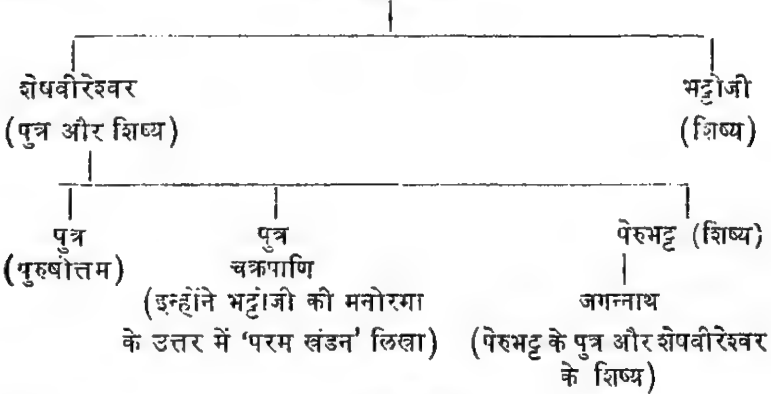 शेषवीरेश्वर भट्टोजी
(पुत्र और शिष्य) (शिष्य)
पुत्र पुत्र पेरुभट्ट (शिष्य)
(पुरुषोत्तम) चक्रपाणि जगन्नाथ
(इन्होंने भट्टोजी की मनोरमा (पेरुभट्ट के पुत्र और शेषवीरेश्वर
के उत्तर में 'परम खंडन' लिखा) के शिष्य)